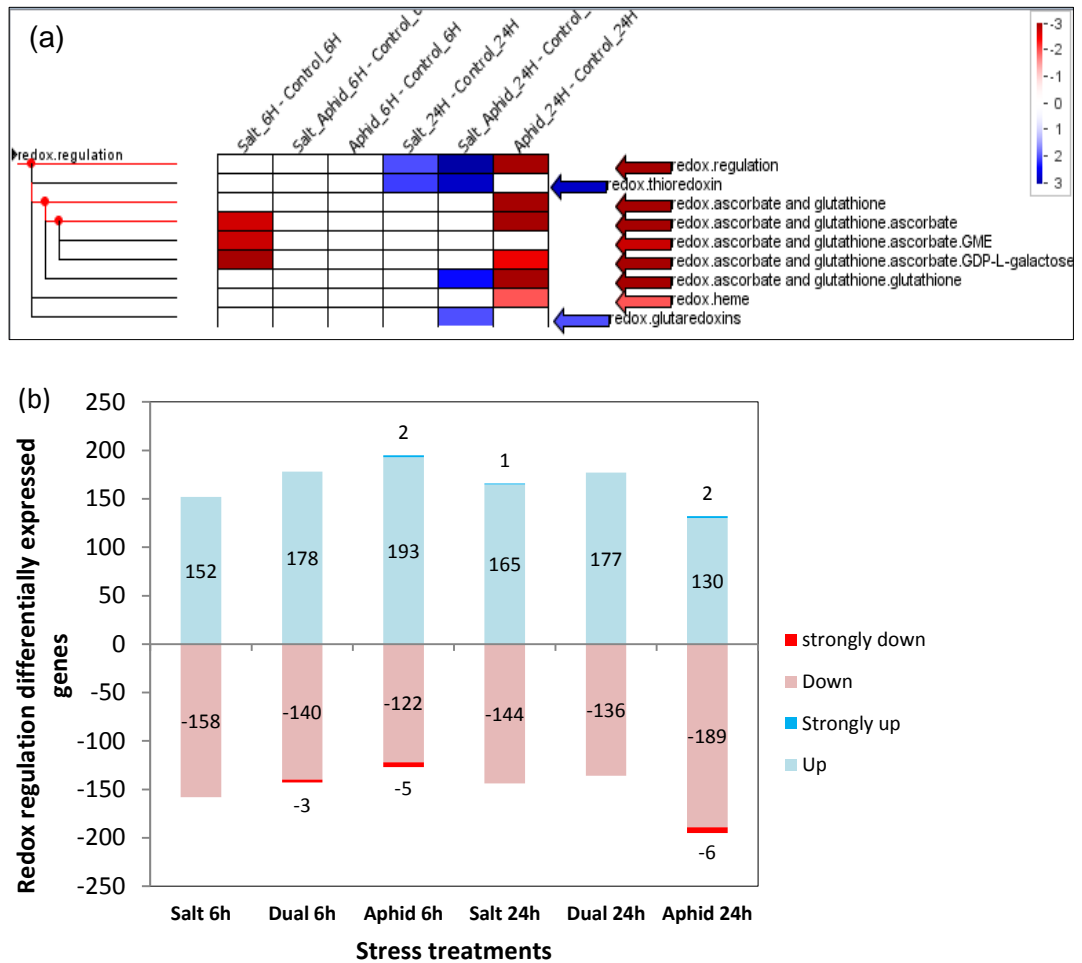 (a)
Salt_6H - Control_6H
Salt_Aphid_6H - Control_6
Aphid_6H - Control_6H
Salt_24H - Control_24H
Salt_Aphid_24H - Control_
Aphid_24H - Control_24H
-3
-2
-1
0
1
2
3
redox.regulation
redox.regulation
redox.thioredoxin
redox.ascorbate and glutathione
redox.ascorbate and glutathione.ascorbate
redox.ascorbate and glutathione.ascorbate.GME
redox.ascorbate and glutathione.ascorbate.GDP-L-galactose
redox.ascorbate and glutathione.glutathione
redox.heme
redox.glutaredoxins
(b)
Redox regulation differentially expressed
genes
250
200
150
100
50
0
-50
-100
-150
-200
-250
2
1
2
152
178
193
165
177
130
-158
-140
-122
-144
-136
-189
-3
-5
-6
strongly down
Down
Strongly up
Up
Salt 6h
Dual 6h
Aphid 6h
Salt 24h
Dual 24h
Aphid 24h
Stress treatments